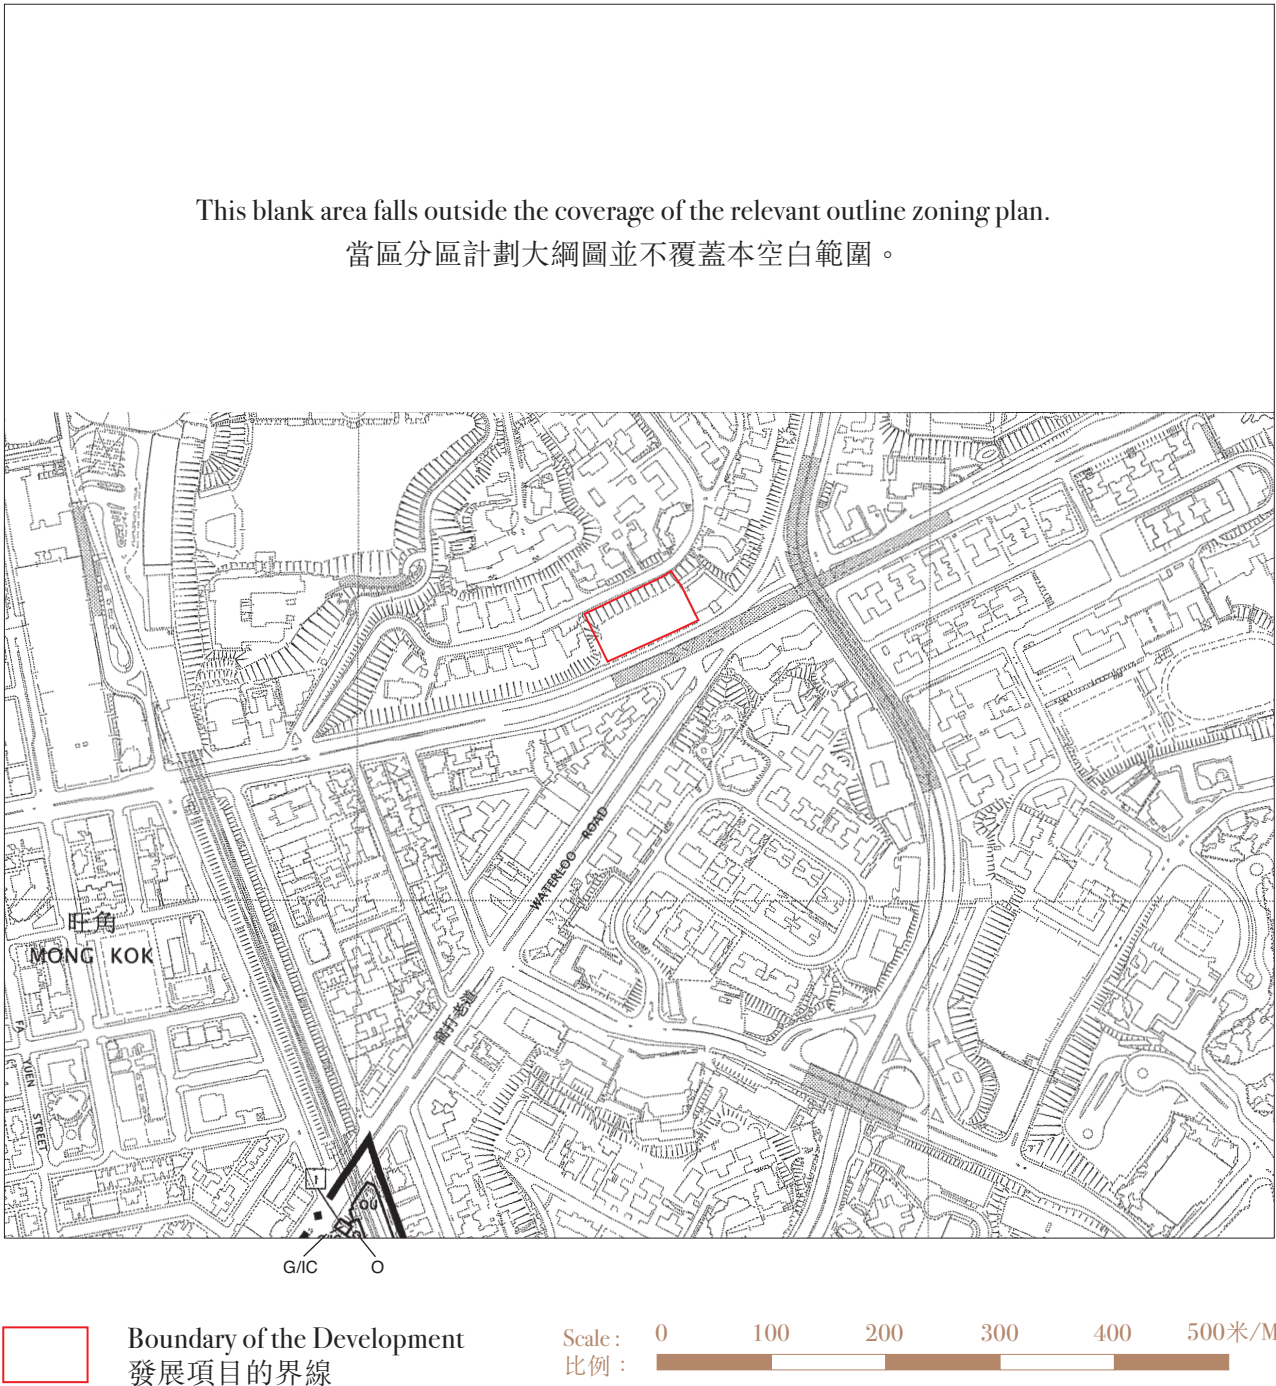 This blank area falls outside the coverage of the relevant outline zoning plan.
當區分區計劃大綱圖並不覆蓋本空白範圍。
WATERLOO ROAD
旺角
MONG KOK
窩打老道
FA
YUEN
STREET
1
OU
G/IC
O
Boundary of the Development
發展項目的界線
Scale : 0 100 200 300 400 500米/M
比例 :